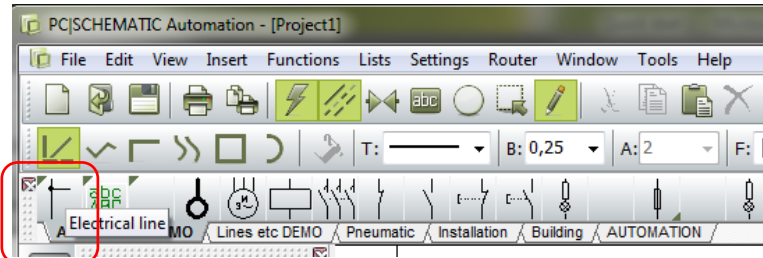 PC|SCHEMATIC Automation - [Project1]
File Edit View Insert Functions Lists Settings Router Window Tools Help
abc
T: B: 0,25 A: 2 F:
abc
Electrical line
A MO Lines etc DEMO Pneumatic Installation Building AUTOMATION